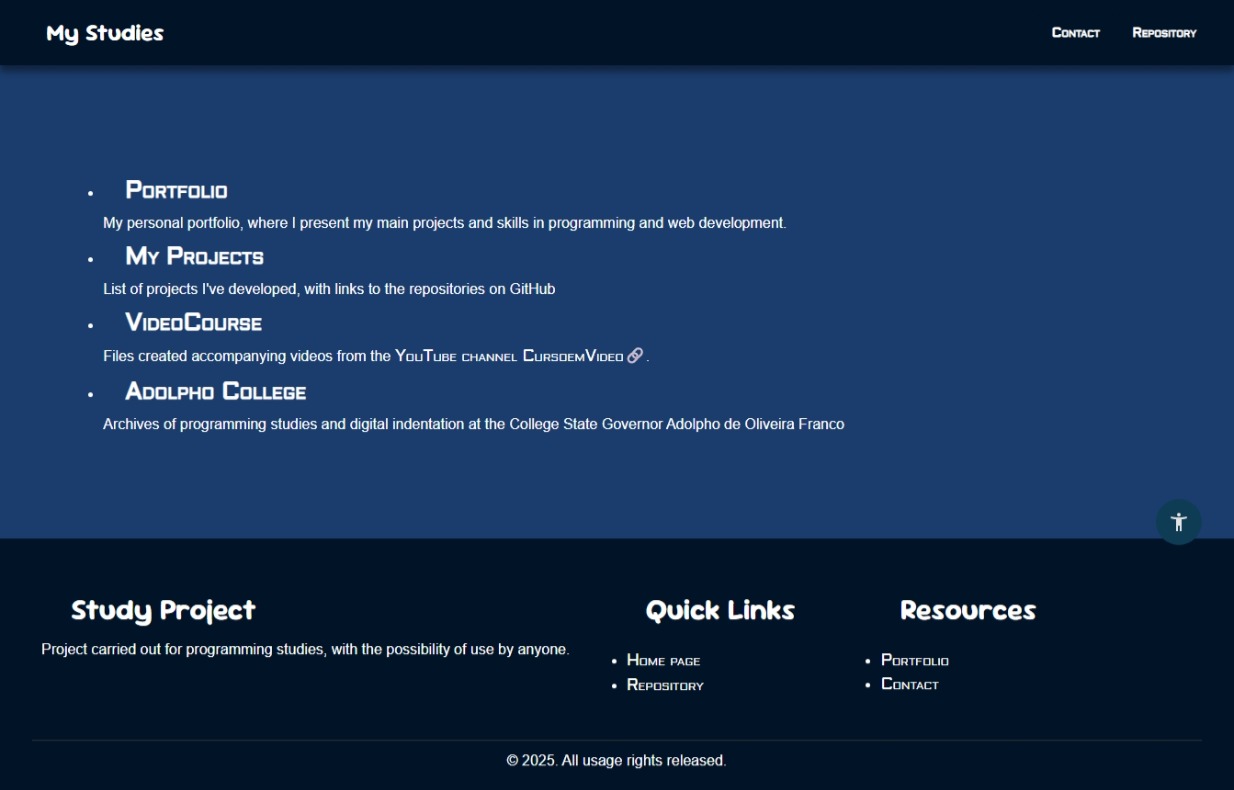 My Studies
Contact Repository
Portfolio
My personal portfolio, where I present my main projects and skills in programming and web development.
My Projects
List of projects I've developed, with links to the repositories on GitHub
VideoCourse
Files created accompanying videos from the YouTube channel CursoemVideo 🔗 .
Adolpho College
Archives of programming studies and digital indentation at the College State Governor Adolpho de Oliveira Franco
Study Project
Project carried out for programming studies, with the possibility of use by anyone.
Quick Links
Home page
Repository
Resources
Portfolio
Contact
© 2025. All usage rights released.